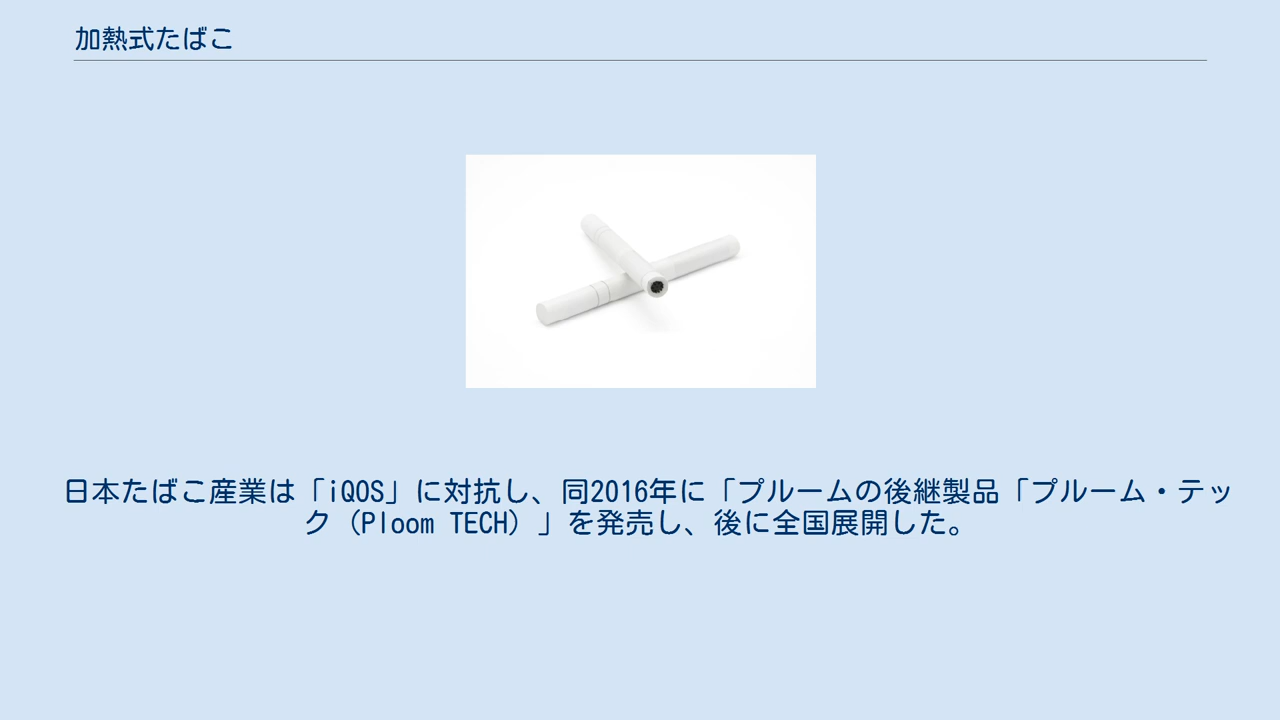 加熱式たばこ
日本たばこ産業は「iQOS」に対抗し、同2016年に「プルームの後継製品「プルーム・テッ
ク（Ploom TECH）」を発売し、後に全国展開した。